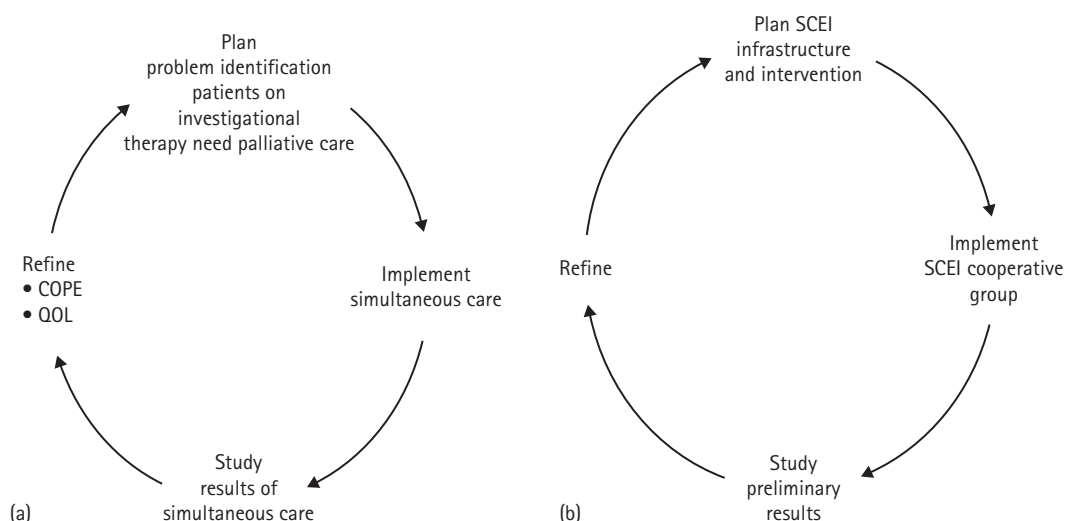 Plan
problem identification
patients on
investigational
therapy need palliative care
Implement
simultaneous care
Study
results of
simultaneous care
Refine
• COPE
• QOL
(a)
Plan SCEI
infrastructure
and intervention
Implement
SCEI cooperative
group
Study
preliminary
results
Refine
(b)